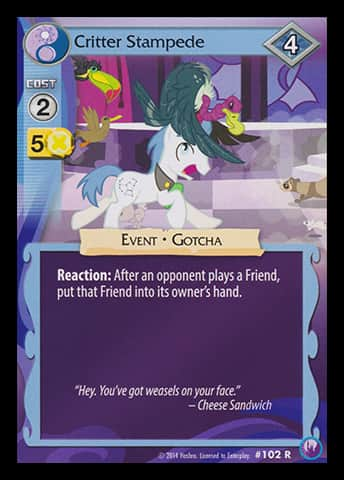 Critter Stampede
4
COST
2
5
EVENT • GOTCHA
Reaction: After an opponent plays a Friend,
put that Friend into its owner's hand.
"Hey. You've got weasels on your face."
– Cheese Sandwich
© 2014 Hasbro. Licensed to Enterplay. #102 R